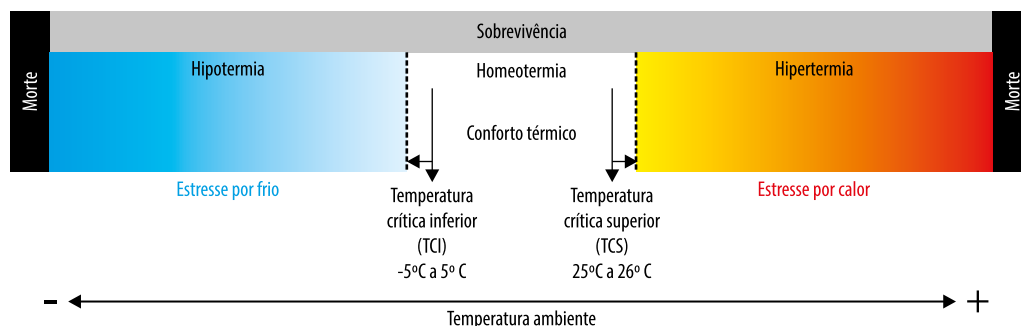 Sobrevivência
Morte
Hipotermia
Homeotermia
Hipertermia
Morte
Conforto térmico
Estresse por frio
Temperatura
crítica inferior
(TCI)
-5ºC a 5º C
Temperatura
crítica superior
(TCS)
25ºC a 26º C
Estresse por calor
-
+
Temperatura ambiente